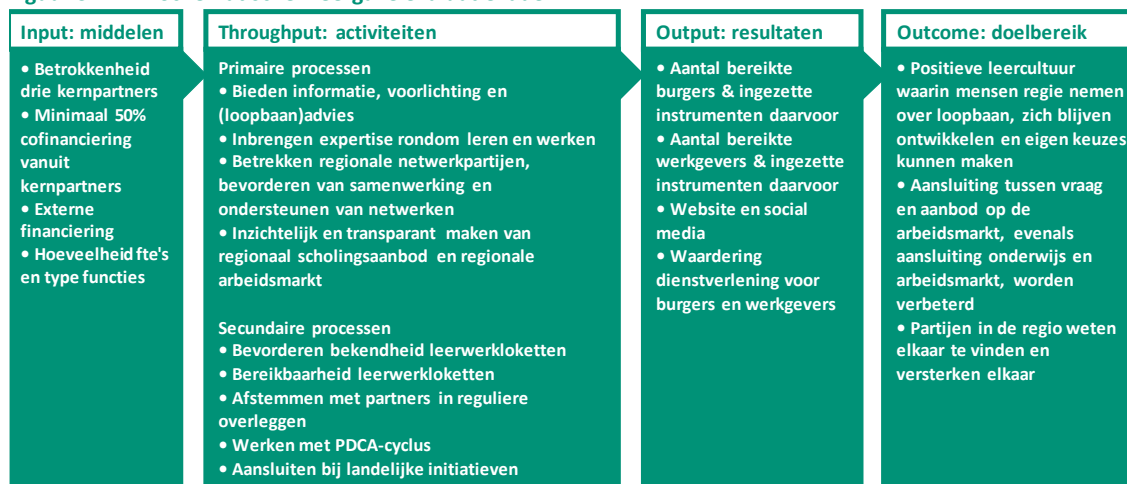 Input: middelen
• Betrokkenheid
drie kernpartners
• Minimaal 50%
cofinanciering
vanuit
kernpartners
• Externe
financiering
• Hoeveelheid fte's
en type functies
Throughput: activiteiten
Primaire processen
• Bieden informatie, voorlichting en
(loopbaan)advies
• Inbrengen expertise rondom leren en werken
• Betrekken regionale netwerkpartijen,
bevorderen van samenwerking en
ondersteunen van netwerken
• Inzichtelijk en transparant maken van
regionaal scholingsaanbod en regionale
arbeidsmarkt
Secundaire processen
• Bevorderen bekendheid leerwerkloketten
• Bereikbaarheid leerwerkloketten
• Afstemmen met partners in reguliere
overleggen
• Werken met PDCA-cyclus
• Aansluiten bij landelijke initiatieven
Output: resultaten
• Aantal bereikte
burgers & ingezette
instrumenten daarvoor
• Aantal bereikte
werkgevers & ingezette
instrumenten daarvoor
• Website en social
media
• Waardering
dienstverlening voor
burgers en werkgevers
Outcome: doelbereik
• Positieve leercultuur
waarin mensen regie nemen
over loopbaan, zich blijven
ontwikkelen en eigen keuzes
kunnen maken
• Aansluiting tussen vraag
en aanbod op de
arbeidsmarkt, evenals
aansluiting onderwijs en
arbeidsmarkt, worden
verbeterd
• Partijen in de regio weten
elkaar te vinden en
versterken elkaar